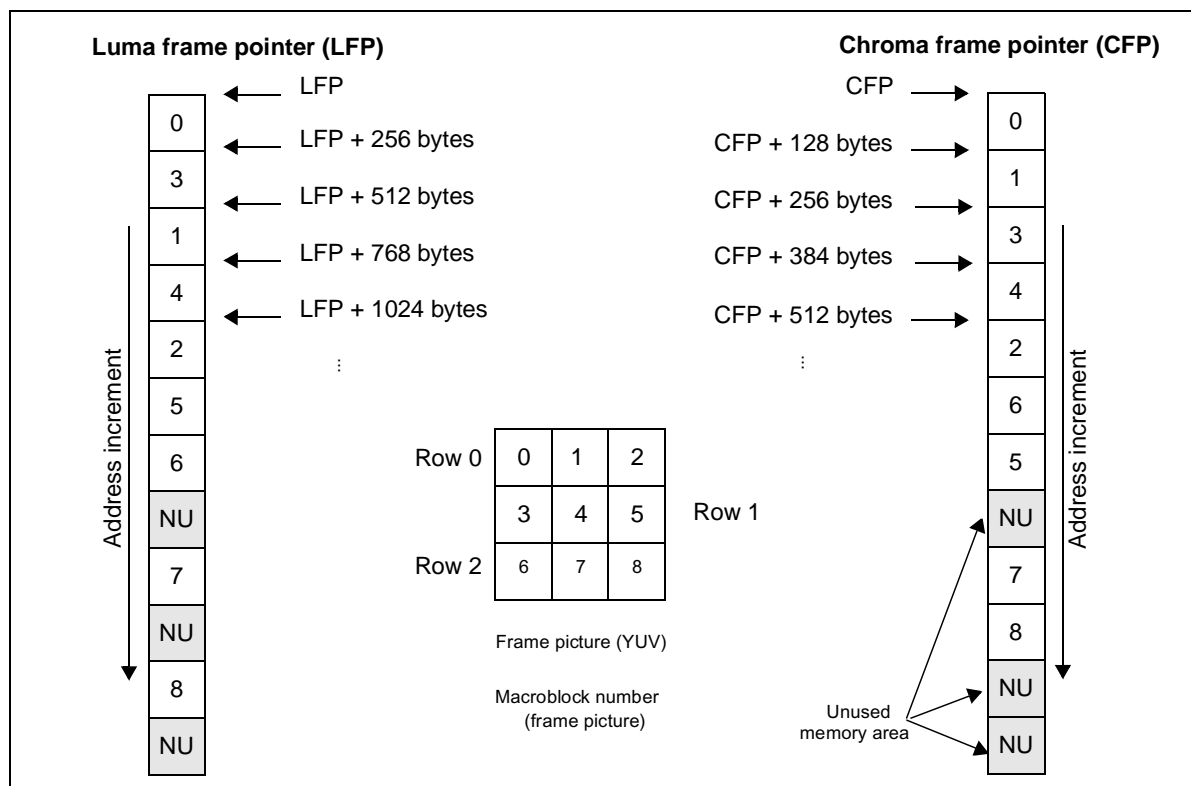 Luma frame pointer (LFP)
LFP
LFP + 256 bytes
LFP + 512 bytes
LFP + 768 bytes
LFP + 1024 bytes
...
0
3
1
4
2
5
6
NU
7
NU
8
NU
Address increment
Row 0
0 1 2
3 4 5
Row 1
Row 2
6 7 8
Frame picture (YUV)
Macroblock number
(frame picture)
Chroma frame pointer (CFP)
CFP
CFP + 128 bytes
CFP + 256 bytes
CFP + 384 bytes
CFP + 512 bytes
...
0
1
3
4
2
6
5
NU
7
8
NU
NU
Address increment
Unused
memory area